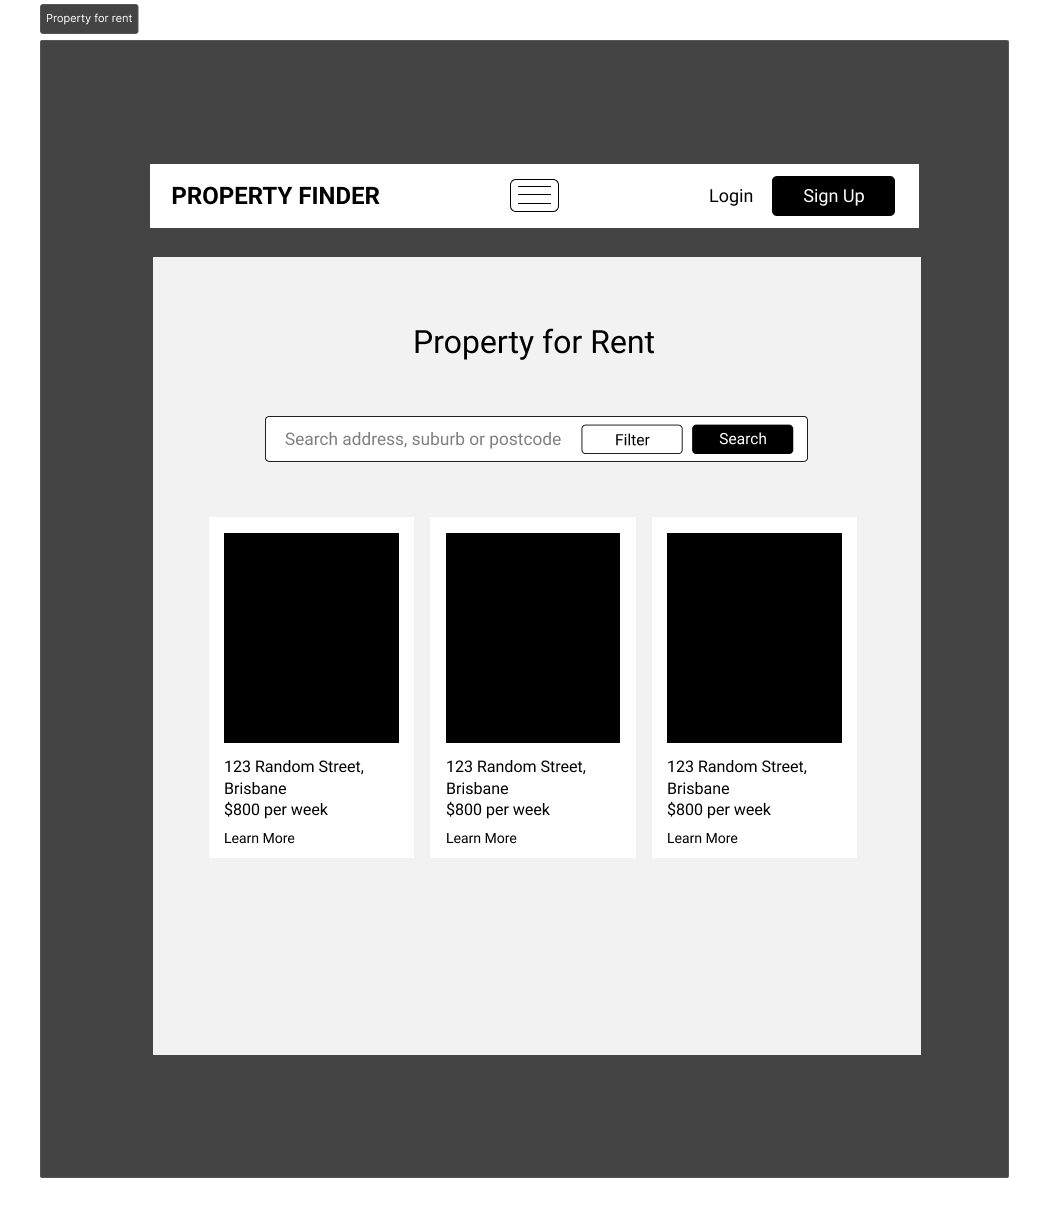 Property for rent
PROPERTY FINDER
Login
Sign Up
Property for Rent
Search address, suburb or postcode
Filter
Search
123 Random Street,
Brisbane
$800 per week
Learn More
123 Random Street,
Brisbane
$800 per week
Learn More
123 Random Street,
Brisbane
$800 per week
Learn More